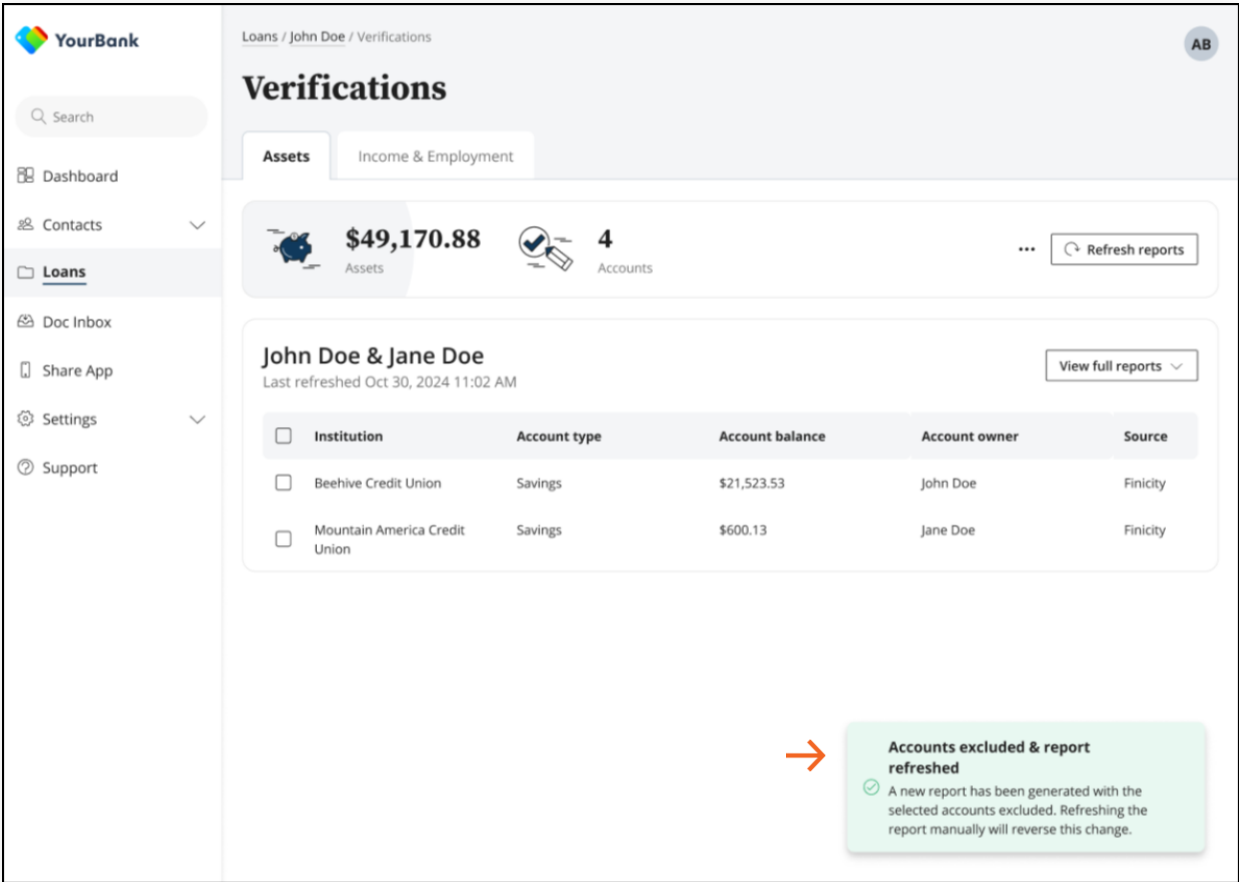 YourBank
Loans / John Doe / Verifications
AB
Verifications
Search
Assets
Income & Employment
Dashboard
Contacts
Loans
Doc Inbox
Share App
Settings
Support
$49,170.88
Assets
4
Accounts
...
Refresh reports
John Doe & Jane Doe
Last refreshed Oct 30, 2024 11:02 AM
View full reports
Institution Account type Account balance Account owner Source
Beehive Credit Union Savings $21,523.53 John Doe Finicity
Mountain America Credit Savings $600.13 Jane Doe Finicity
Union
Accounts excluded & report
refreshed
A new report has been generated with the
selected accounts excluded. Refreshing the
report manually will reverse this change.